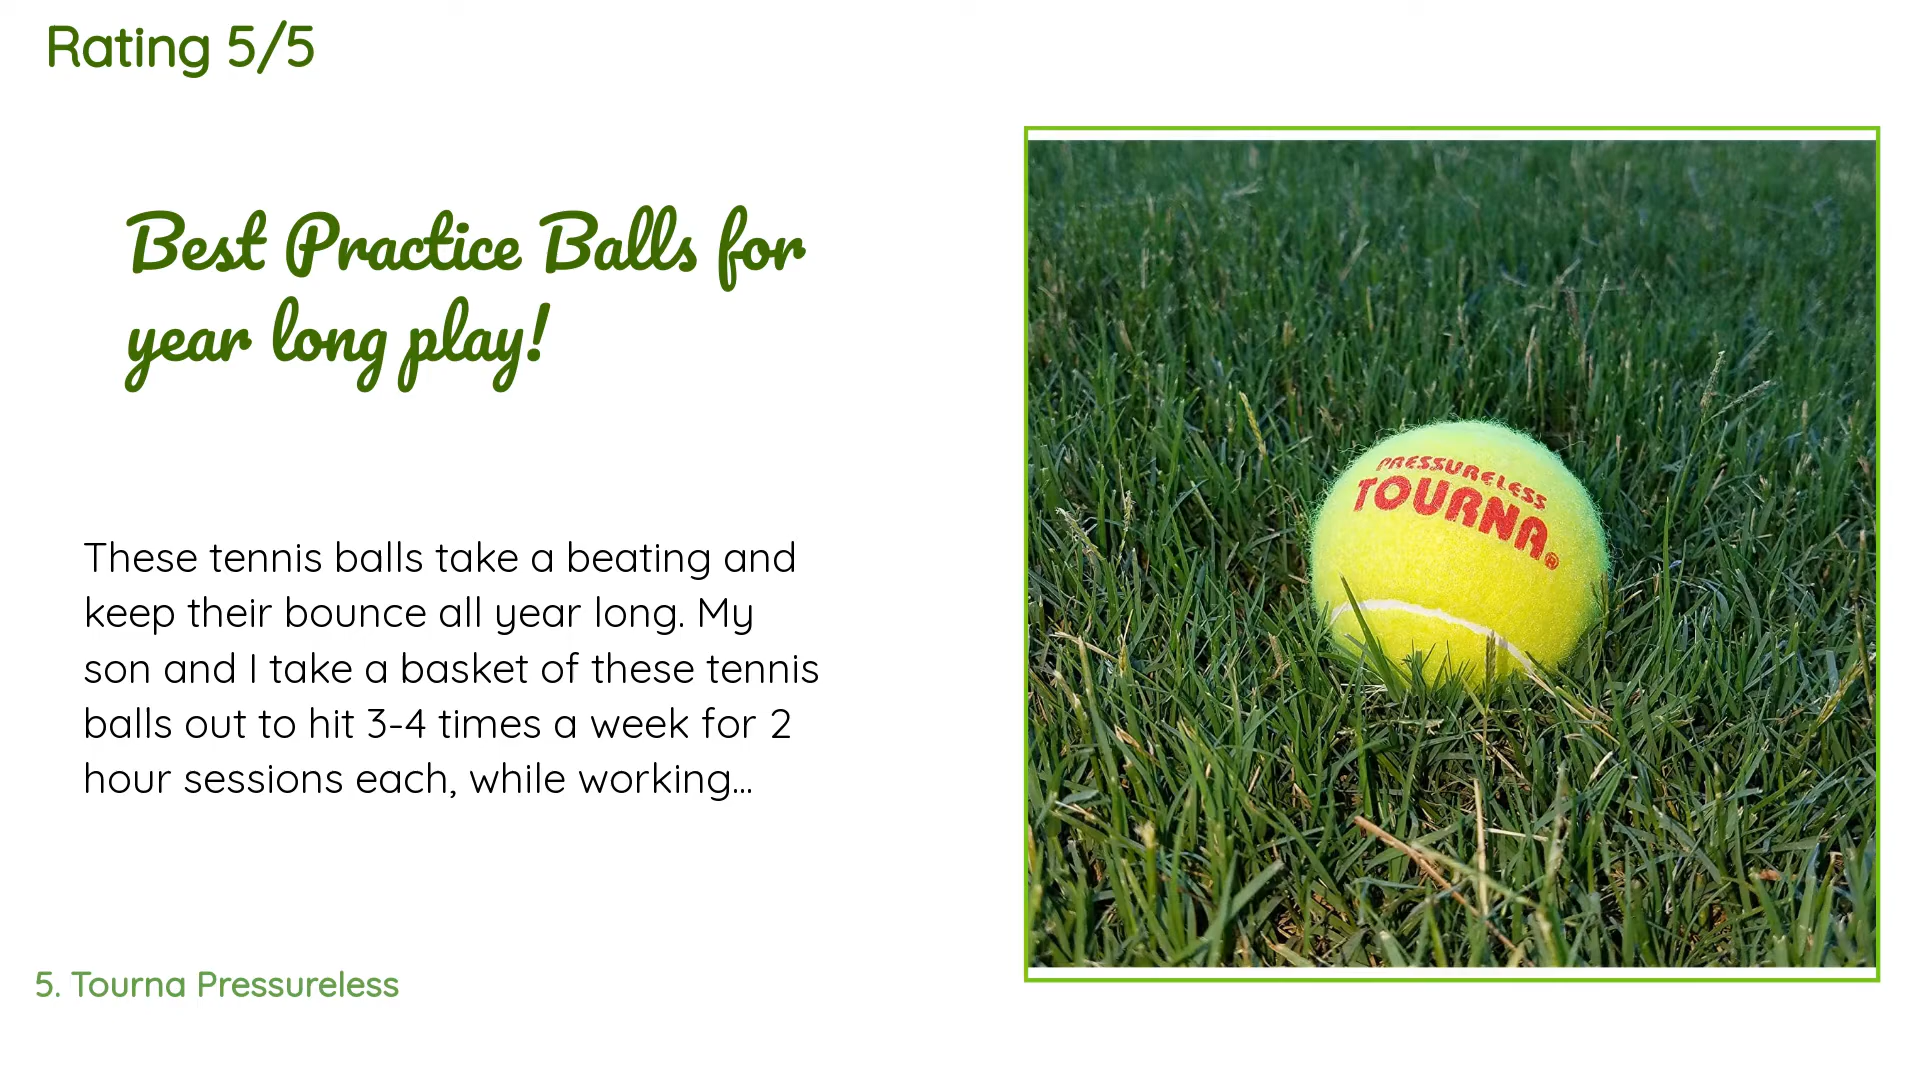 Rating 5/5
Best Practice Balls for
year long play!
These tennis balls take a beating and
keep their bounce all year long. My
son and I take a basket of these tennis
balls out to hit 3-4 times a week for 2
hour sessions each, while working...
5. Tourna Pressureless
PRESSURELESS
TOURNA®